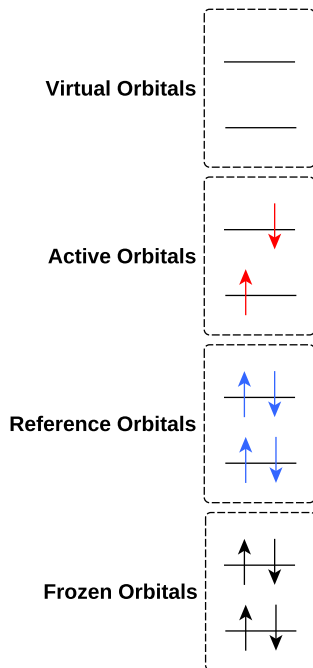 Virtual Orbitals
Active Orbitals
Reference Orbitals
Frozen Orbitals